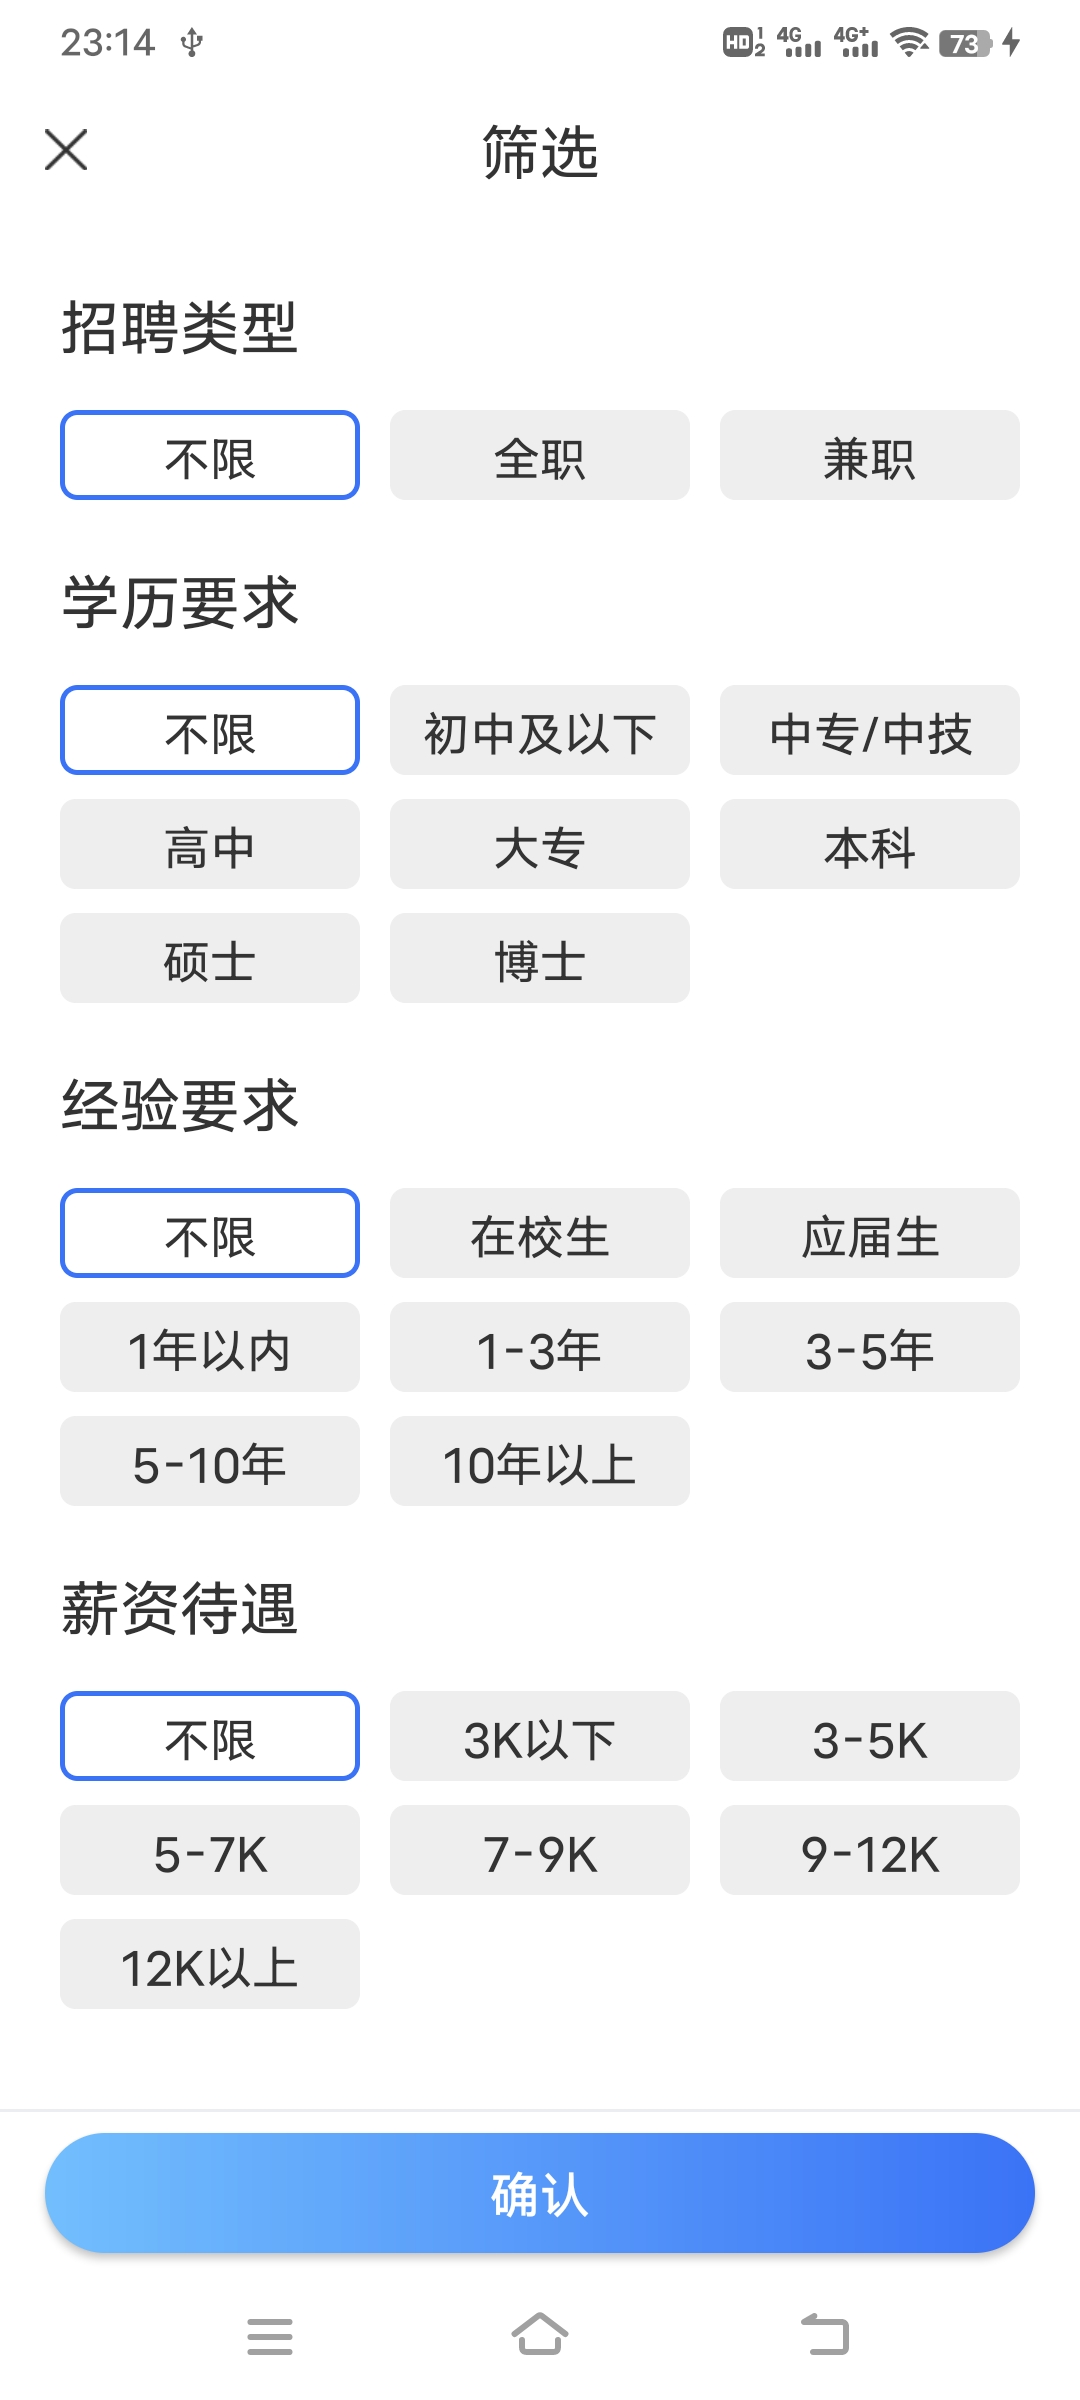 23:14 HD 1 2 4G 4G+ 73
筛选
招聘类型
不限 全职 兼职
学历要求
不限 初中及以下 中专/中技
高中 大专 本科
硕士 博士
经验要求
不限 在校生 应届生
1年以内 1-3年 3-5年
5-10年 10年以上
薪资待遇
不限 3K以下 3-5K
5-7K 7-9K 9-12K
12K以上
确认